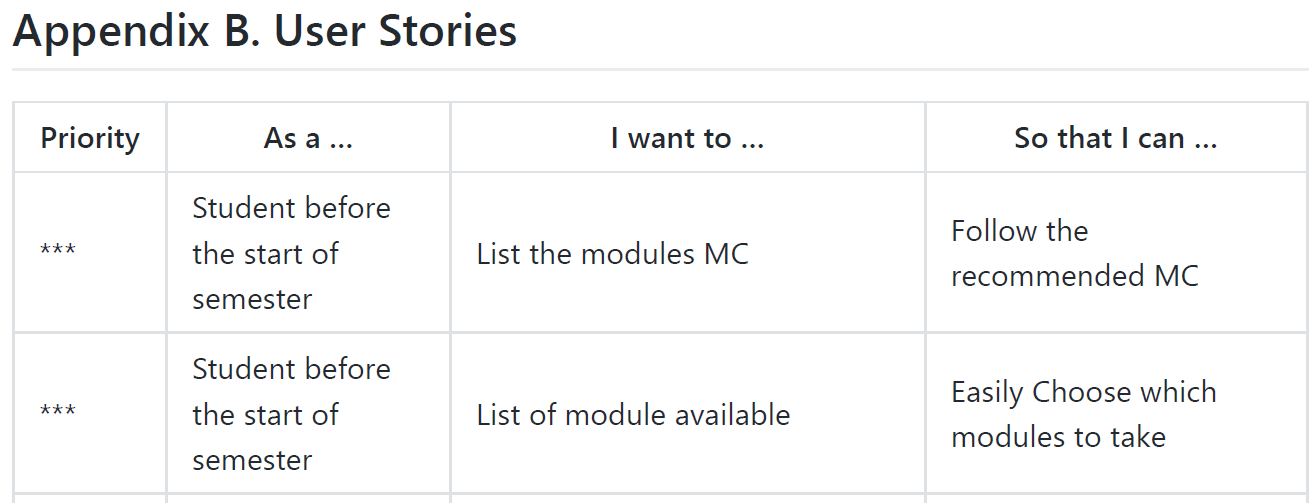 Appendix B. User Stories
Priority
As a ...
I want to ...
So that I can ...
***
Student before
the start of
semester
List the modules MC
Follow the
recommended MC
***
Student before
the start of
semester
List of module available
Easily Choose which
modules to take